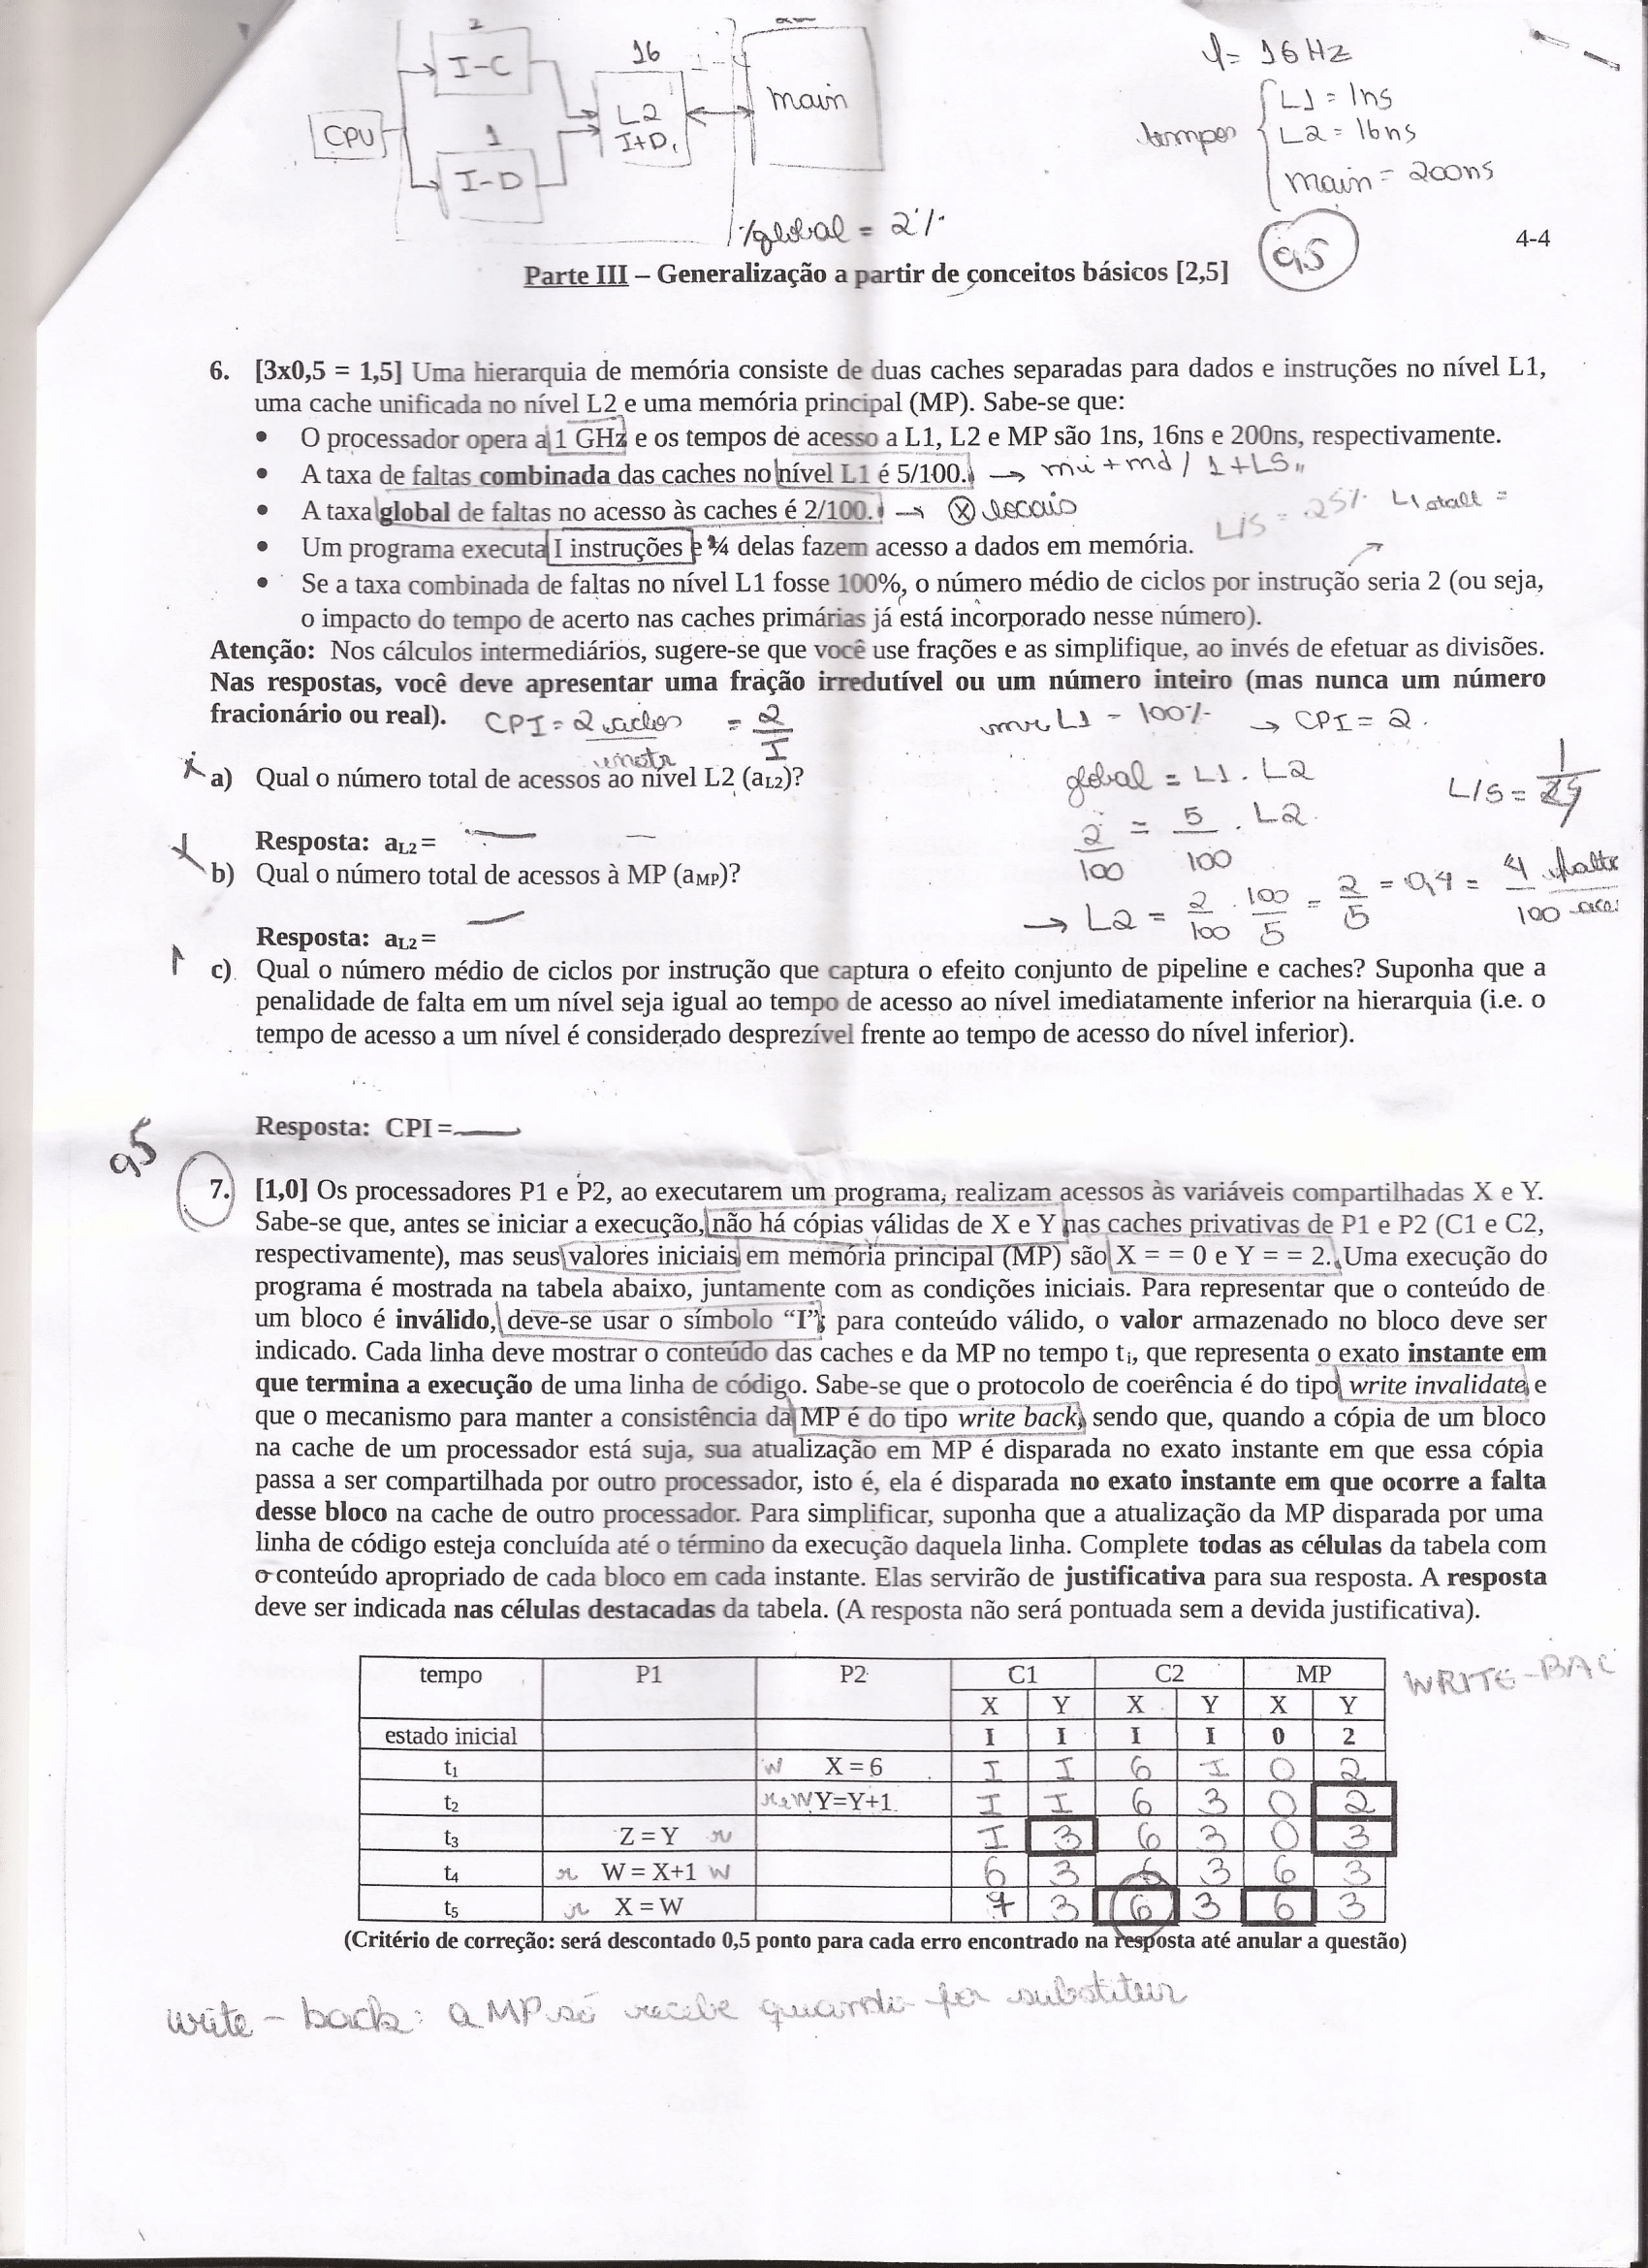 2
I-C
16
CPU
L2
I+D
main
1
I-D
f = 1GHz
tempos
L1 = 1ns
L2 = 16ns
main = 200ns
global = 2%
0,5
4-4
Parte III – Generalização a partir de conceitos básicos [2,5]
6. [3x0,5 = 1,5] Uma hierarquia de memória consiste de duas caches separadas para dados e instruções no nível L1,
uma cache unificada no nível L2 e uma memória principal (MP). Sabe-se que:
• O processador opera a 1 GHz e os tempos de acesso a L1, L2 e MP são 1ns, 16ns e 200ns, respectivamente.
• A taxa de faltas combinada das caches no nível L1 é 5/100. → mi + md / 1 + LS
• A taxa global de faltas no acesso às caches é 2/100. → ⊗ locais
L/S = 25% L1 stall =
• Um programa executa I instruções e ¼ delas fazem acesso a dados em memória.
• Se a taxa combinada de faltas no nível L1 fosse 100%, o número médio de ciclos por instrução seria 2 (ou seja,
o impacto do tempo de acerto nas caches primárias já está incorporado nesse número).
Atenção: Nos cálculos intermediários, sugere-se que você use frações e as simplifique, ao invés de efetuar as divisões.
Nas respostas, você deve apresentar uma fração irredutível ou um número inteiro (mas nunca um número
fracionário ou real).
CPI = 2 ciclos / instr = 2/I
mr L1 = 100% → CPI = 2.
a) Qual o número total de acessos ao nível L2 (aL2)?
global = L1 . L2
L/S =
2/100 = 5/100 . L2
Resposta: aL2 =
b) Qual o número total de acessos à MP (aMP)?
→ L2 = 2/100 . 100/5 = 2/5 = 0,4 = 4 faltas / 100
Resposta: aL2 =
c) Qual o número médio de ciclos por instrução que captura o efeito conjunto de pipeline e caches? Suponha que a
penalidade de falta em um nível seja igual ao tempo de acesso ao nível imediatamente inferior na hierarquia (i.e. o
tempo de acesso a um nível é considerado desprezível frente ao tempo de acesso do nível inferior).
Resposta: CPI =
0,5
7. [1,0] Os processadores P1 e P2, ao executarem um programa, realizam acessos às variáveis compartilhadas X e Y.
Sabe-se que, antes se iniciar a execução, não há cópias válidas de X e Y nas caches privativas de P1 e P2 (C1 e C2,
respectivamente), mas seus valores iniciais em memória principal (MP) são X = = 0 e Y = = 2. Uma execução do
programa é mostrada na tabela abaixo, juntamente com as condições iniciais. Para representar que o conteúdo de
um bloco é inválido, deve-se usar o símbolo “I”; para conteúdo válido, o valor armazenado no bloco deve ser
indicado. Cada linha deve mostrar o conteúdo das caches e da MP no tempo ti, que representa o exato instante em
que termina a execução de uma linha de código. Sabe-se que o protocolo de coerência é do tipo write invalidate, e
que o mecanismo para manter a consistência da MP é do tipo write back, sendo que, quando a cópia de um bloco
na cache de um processador está suja, sua atualização em MP é disparada no exato instante em que essa cópia
passa a ser compartilhada por outro processador, isto é, ela é disparada no exato instante em que ocorre a falta
desse bloco na cache de outro processador. Para simplificar, suponha que a atualização da MP disparada por uma
linha de código esteja concluída até o término da execução daquela linha. Complete todas as células da tabela com
o conteúdo apropriado de cada bloco em cada instante. Elas servirão de justificativa para sua resposta. A resposta
deve ser indicada nas células destacadas da tabela. (A resposta não será pontuada sem a devida justificativa).
tempo P1 P2 C1 C2 MP WRITE-BAC
X Y X Y X Y
estado inicial I I I I 0 2
t1 W X = 6 I I 6 I 0 2
t2 r e W Y=Y+1 I I 6 3 0 2
t3 Z = Y r I 3 6 3 0 3
t4 r W = X+1 W 6 3 6 3 6 3
t5 r X = W 7 3 6 3 6 3
(Critério de correção: será descontado 0,5 ponto para cada erro encontrado na resposta até anular a questão)
write - back: a MP só recebe quando for substituir